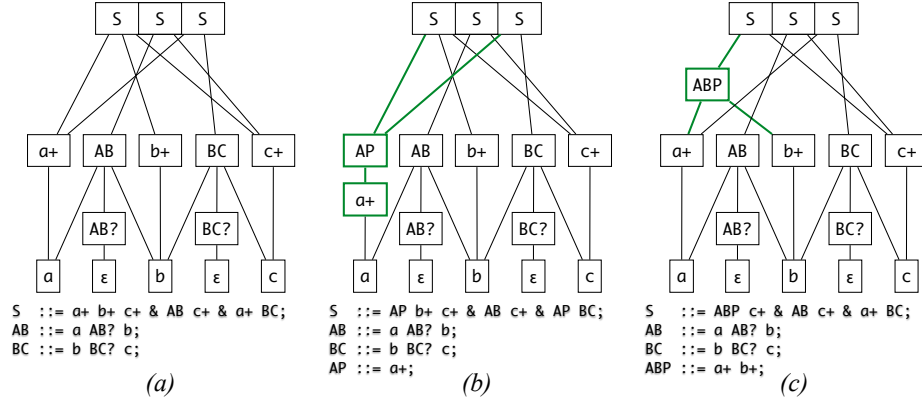 S S S
a+ AB b+ BC c+
AB? BC?
a ε b ε c
S ::= a+ b+ c+ & AB c+ & a+ BC;
AB ::= a AB? b;
BC ::= b BC? c;
(a)
S S S
AP AB b+ BC c+
a+ AB? BC?
a ε b ε c
S ::= AP b+ c+ & AB c+ & AP BC;
AB ::= a AB? b;
BC ::= b BC? c;
AP ::= a+;
(b)
S S S
ABP
a+ AB b+ BC c+
AB? BC?
a ε b ε c
S ::= ABP c+ & AB c+ & a+ BC;
AB ::= a AB? b;
BC ::= b BC? c;
ABP ::= a+ b+;
(c)